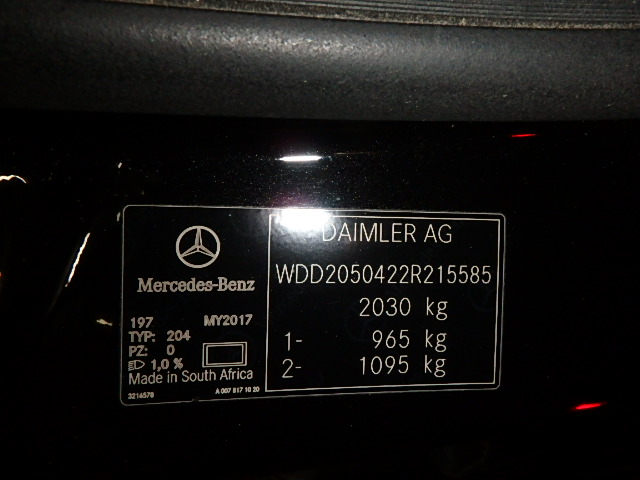 Mercedes-Benz
197 MY2017
TYP: 204
PZ: 0
1,0 %
Made in South Africa
3216578 A 007 817 10 20
DAIMLER AG
WDD2050422R215585
2030 kg
1- 965 kg
2- 1095 kg